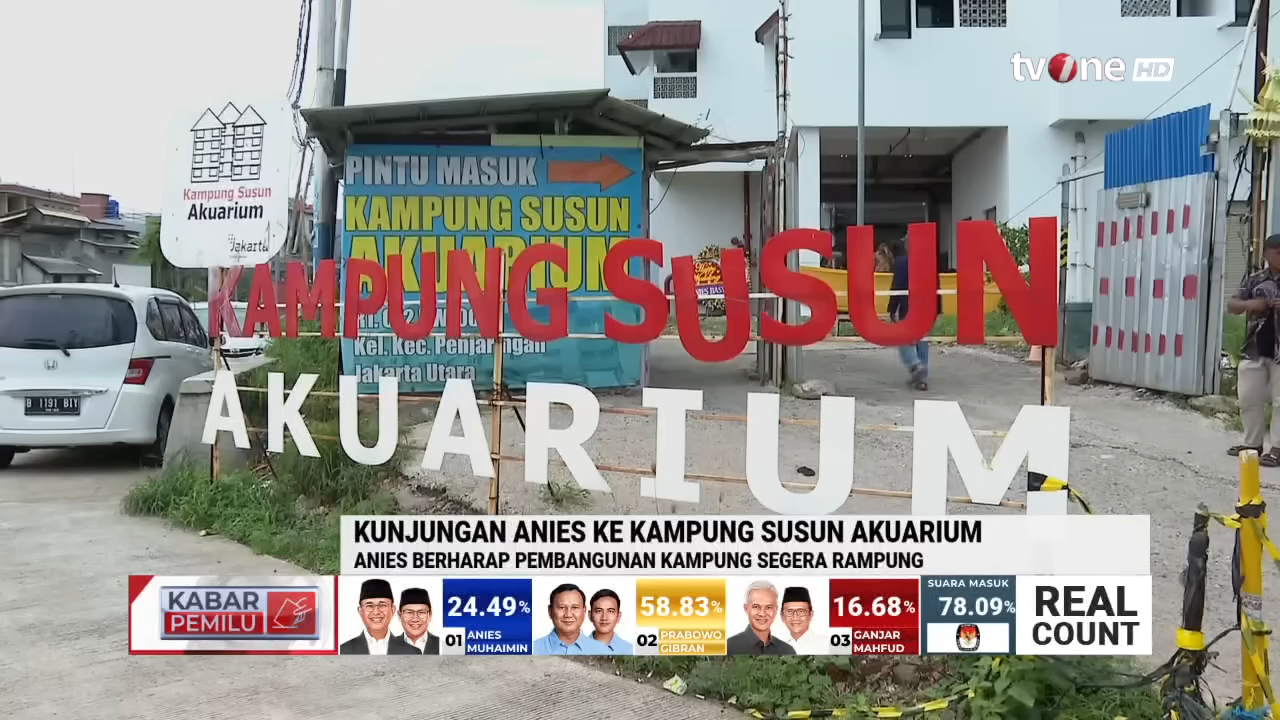 tvOne HD
Kampung Susun
Akuarium
Jakarta
PINTU MASUK
KAMPUNG SUSUN
AKUARIUM
Kel. Kec. Penjaringan
Jakarta Utara
Happy
KAMPUNG SUSUN
AKUARIUM
B 1191 BIY
KUNJUNGAN ANIES KE KAMPUNG SUSUN AKUARIUM
ANIES BERHARAP PEMBANGUNAN KAMPUNG SEGERA RAMPUNG
KABAR
PEMILU
24.49%
01 ANIES
MUHAIMIN
58.83%
02 PRABOWO
GIBRAN
16.68%
03 GANJAR
MAHFUD
SUARA MASUK
78.09%
REAL
COUNT